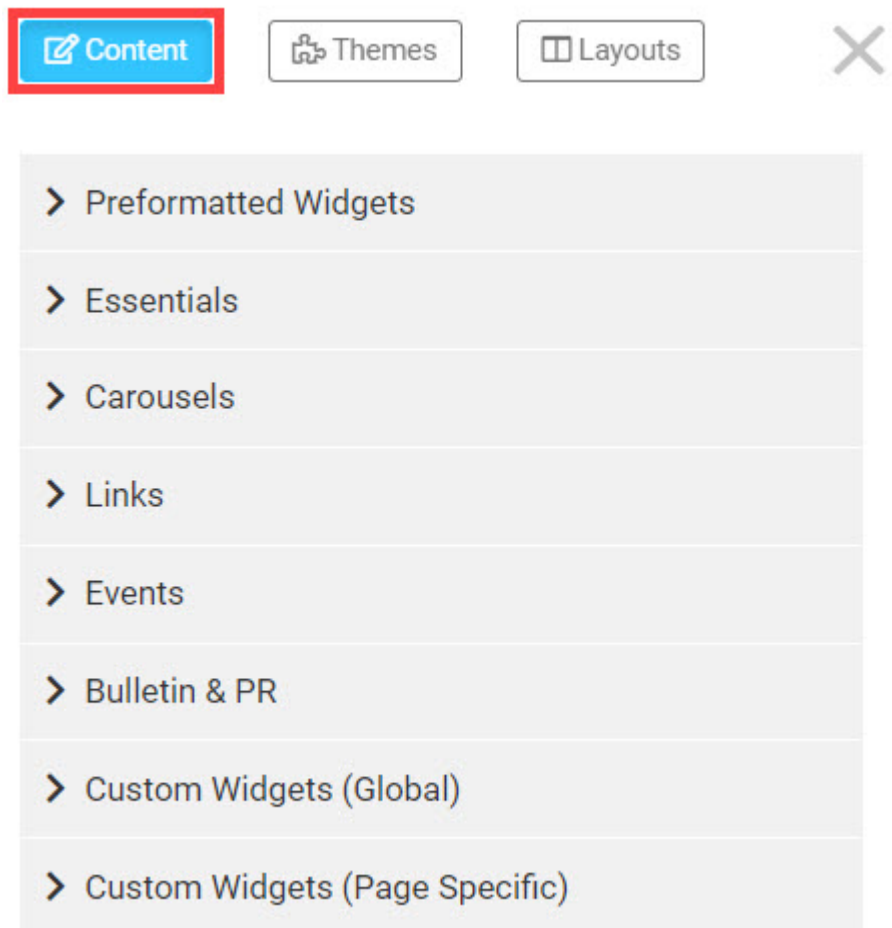 Content Themes Layouts
Preformatted Widgets
Essentials
Carousels
Links
Events
Bulletin & PR
Custom Widgets (Global)
Custom Widgets (Page Specific)